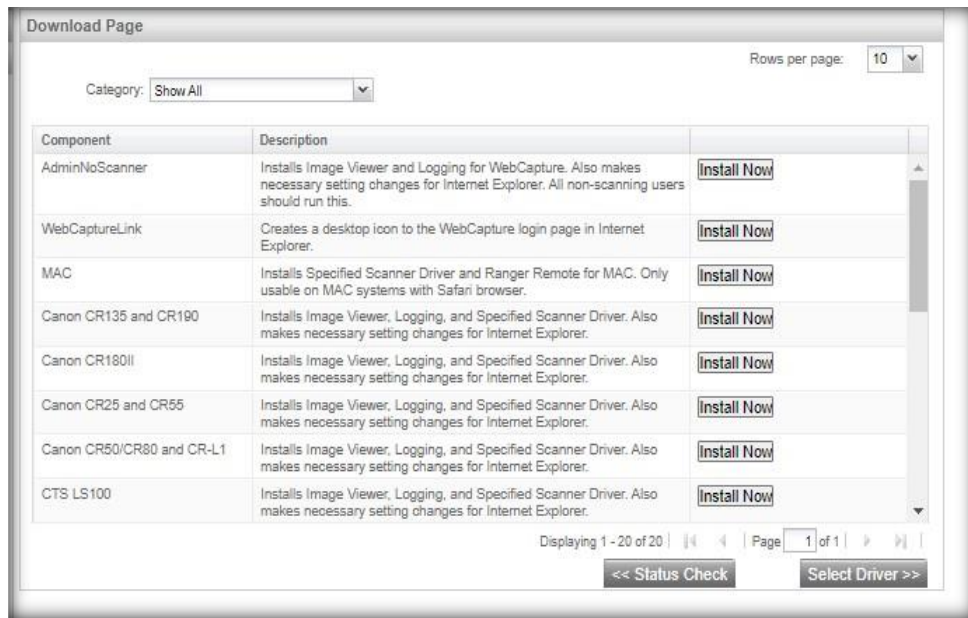 Download Page
Rows per page: 10
Category: Show All
Component Description
AdminNoScanner Installs Image Viewer and Logging for WebCapture. Also makes Install Now
necessary setting changes for Internet Explorer. All non-scanning users
should run this.
WebCaptureLink Creates a desktop icon to the WebCapture login page in Internet Install Now
Explorer.
MAC Installs Specified Scanner Driver and Ranger Remote for MAC. Only Install Now
usable on MAC systems with Safari browser.
Canon CR135 and CR190 Installs Image Viewer, Logging, and Specified Scanner Driver. Also Install Now
makes necessary setting changes for Internet Explorer.
Canon CR180II Installs Image Viewer, Logging, and Specified Scanner Driver. Also Install Now
makes necessary setting changes for Internet Explorer.
Canon CR25 and CR55 Installs Image Viewer, Logging, and Specified Scanner Driver. Also Install Now
makes necessary setting changes for Internet Explorer.
Canon CR50/CR80 and CR-L1 Installs Image Viewer, Logging, and Specified Scanner Driver. Also Install Now
makes necessary setting changes for Internet Explorer.
CTS LS100 Installs Image Viewer, Logging, and Specified Scanner Driver. Also Install Now
makes necessary setting changes for Internet Explorer.
Displaying 1 - 20 of 20 Page 1 of 1
<< Status Check Select Driver >>